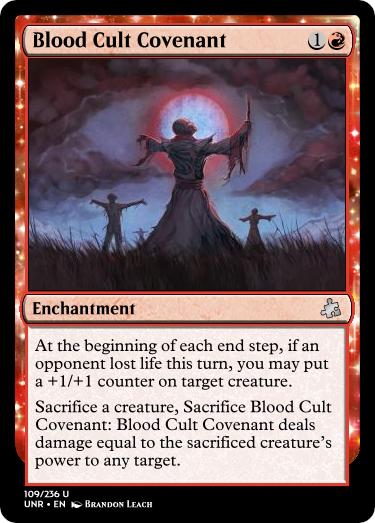 Blood Cult Covenant 1
Enchantment
At the beginning of each end step, if an
opponent lost life this turn, you may put
a +1/+1 counter on target creature.
Sacrifice a creature, Sacrifice Blood Cult
Covenant: Blood Cult Covenant deals
damage equal to the sacrificed creature's
power to any target.
109/236 U
UNR • EN Brandon Leach